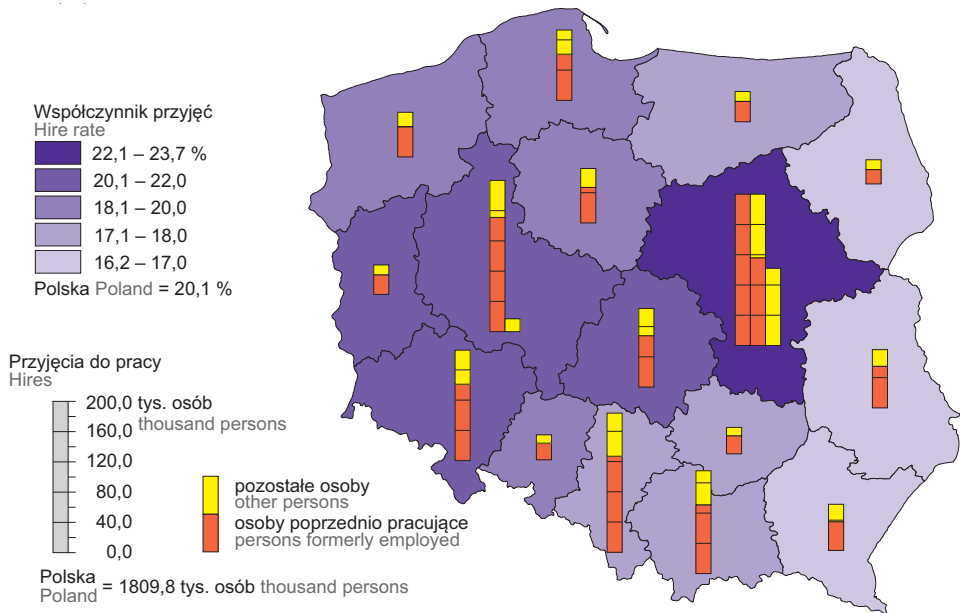 Współczynnik przyjęć
Hire rate
22,1 – 23,7 %
20,1 – 22,0
18,1 – 20,0
17,1 – 18,0
16,2 – 17,0
Polska Poland = 20,1 %
Przyjęcia do pracy
Hires
200,0 tys. osób
thousand persons
160,0
120,0
80,0
40,0
0,0
pozostałe osoby
other persons
osoby poprzednio pracujące
persons formerly employed
Polska
Poland = 1809,8 tys. osób thousand persons